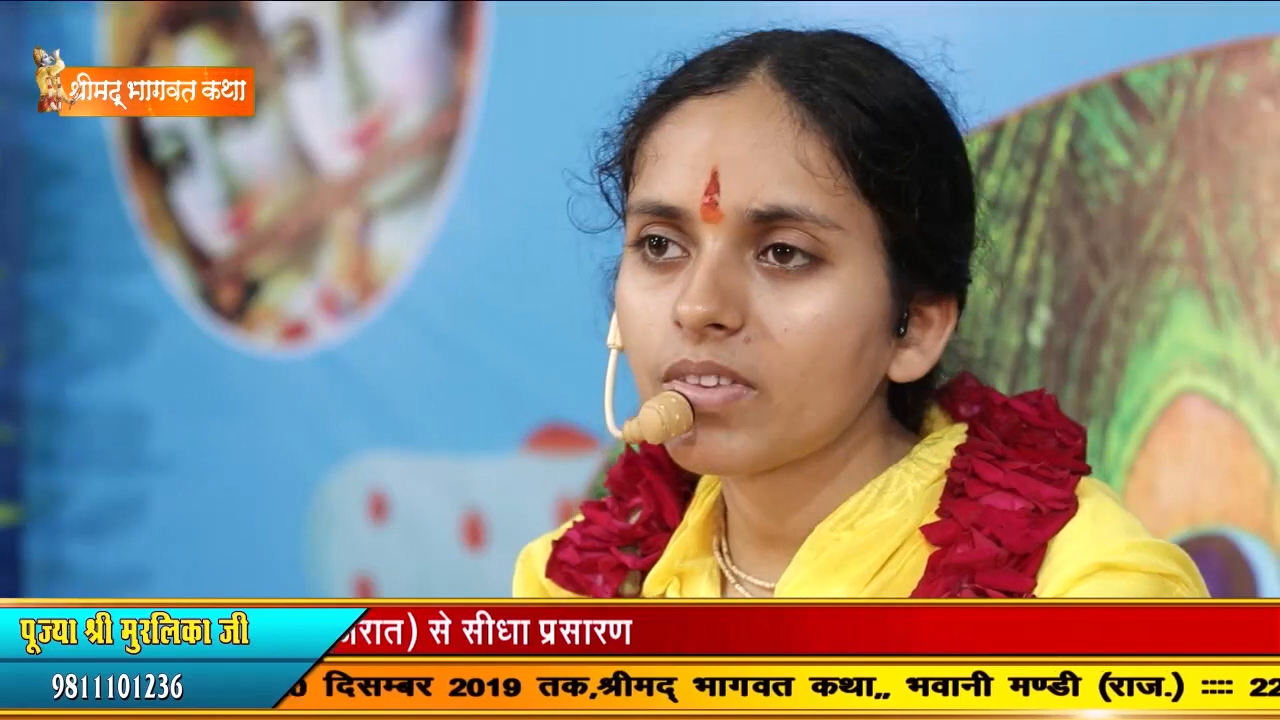 श्रीमद् भागवत कथा
पूज्या श्री मुरलिका जी
9811101236
से सीधा प्रसारण
दिसम्बर 2019 तक,श्रीमद् भागवत कथा,, भवानी मण्डी (राज.) :::: 22